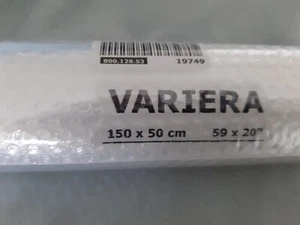 800.128.53 19749
VARIERA
150 x 50 cm 59 x 20"